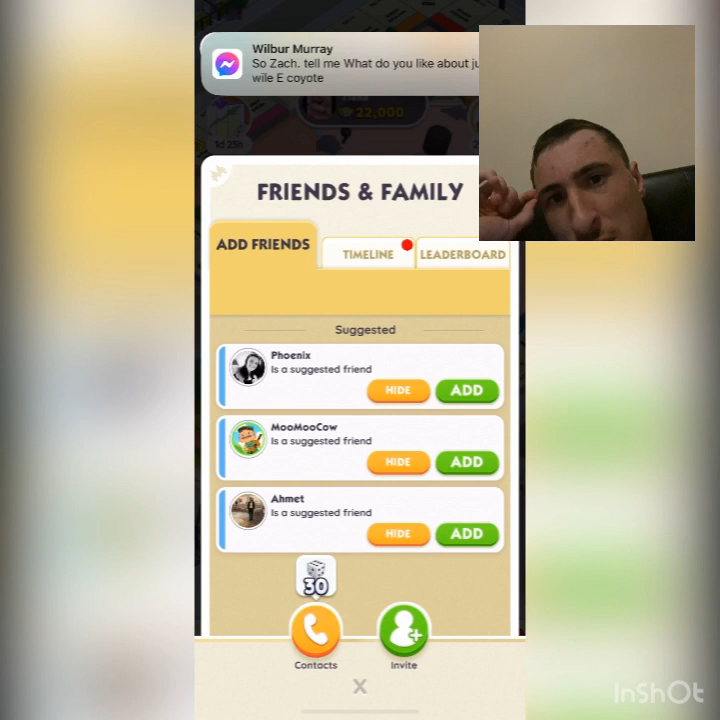 Wilbur Murray
So Zach. tell me What do you like about
wile E coyote
22,000
1d 23h
FRIENDS & FAMILY
ADD FRIENDS
TIMELINE
LEADERBOARD
Suggested
Phoenix
Is a suggested friend
HIDE
ADD
MooMooCow
Is a suggested friend
HIDE
ADD
Ahmet
Is a suggested friend
HIDE
ADD
30
Contacts
Invite
X
InShOt